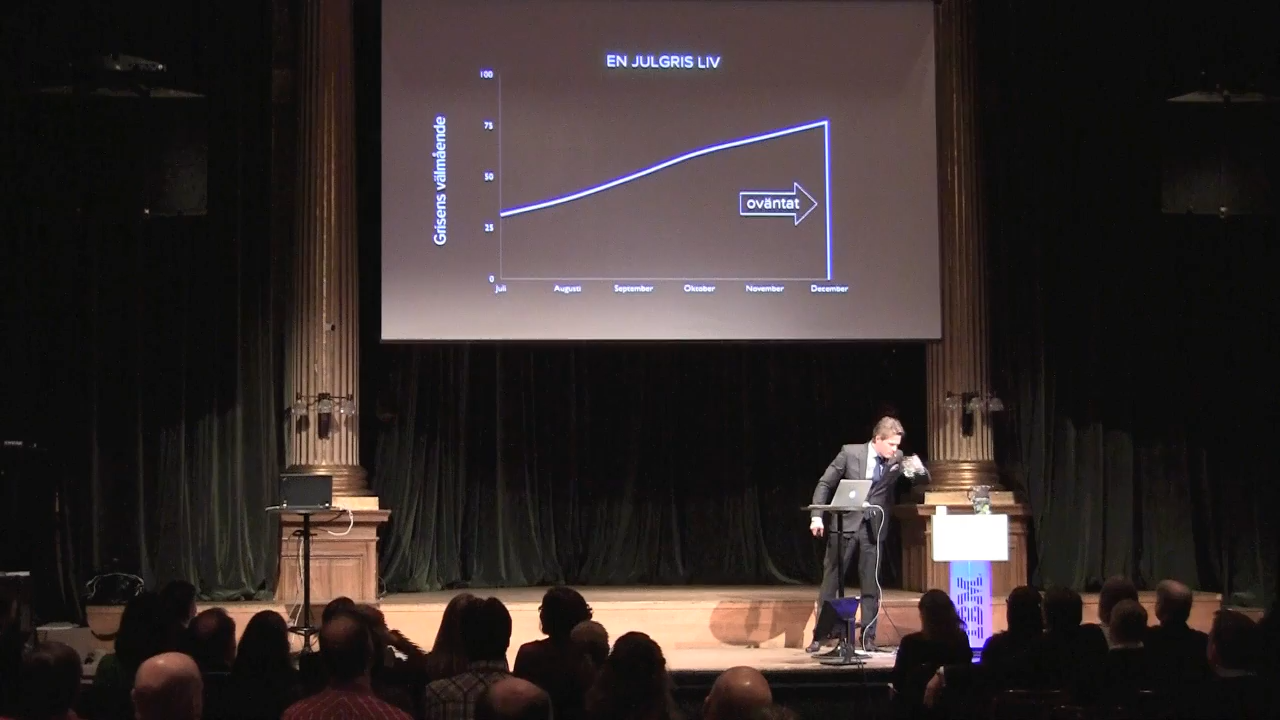 EN JULGRIS LIV
100
75
50
25
0
Grisens välmående
oväntat
Juli
Augusti
September
Oktober
November
December